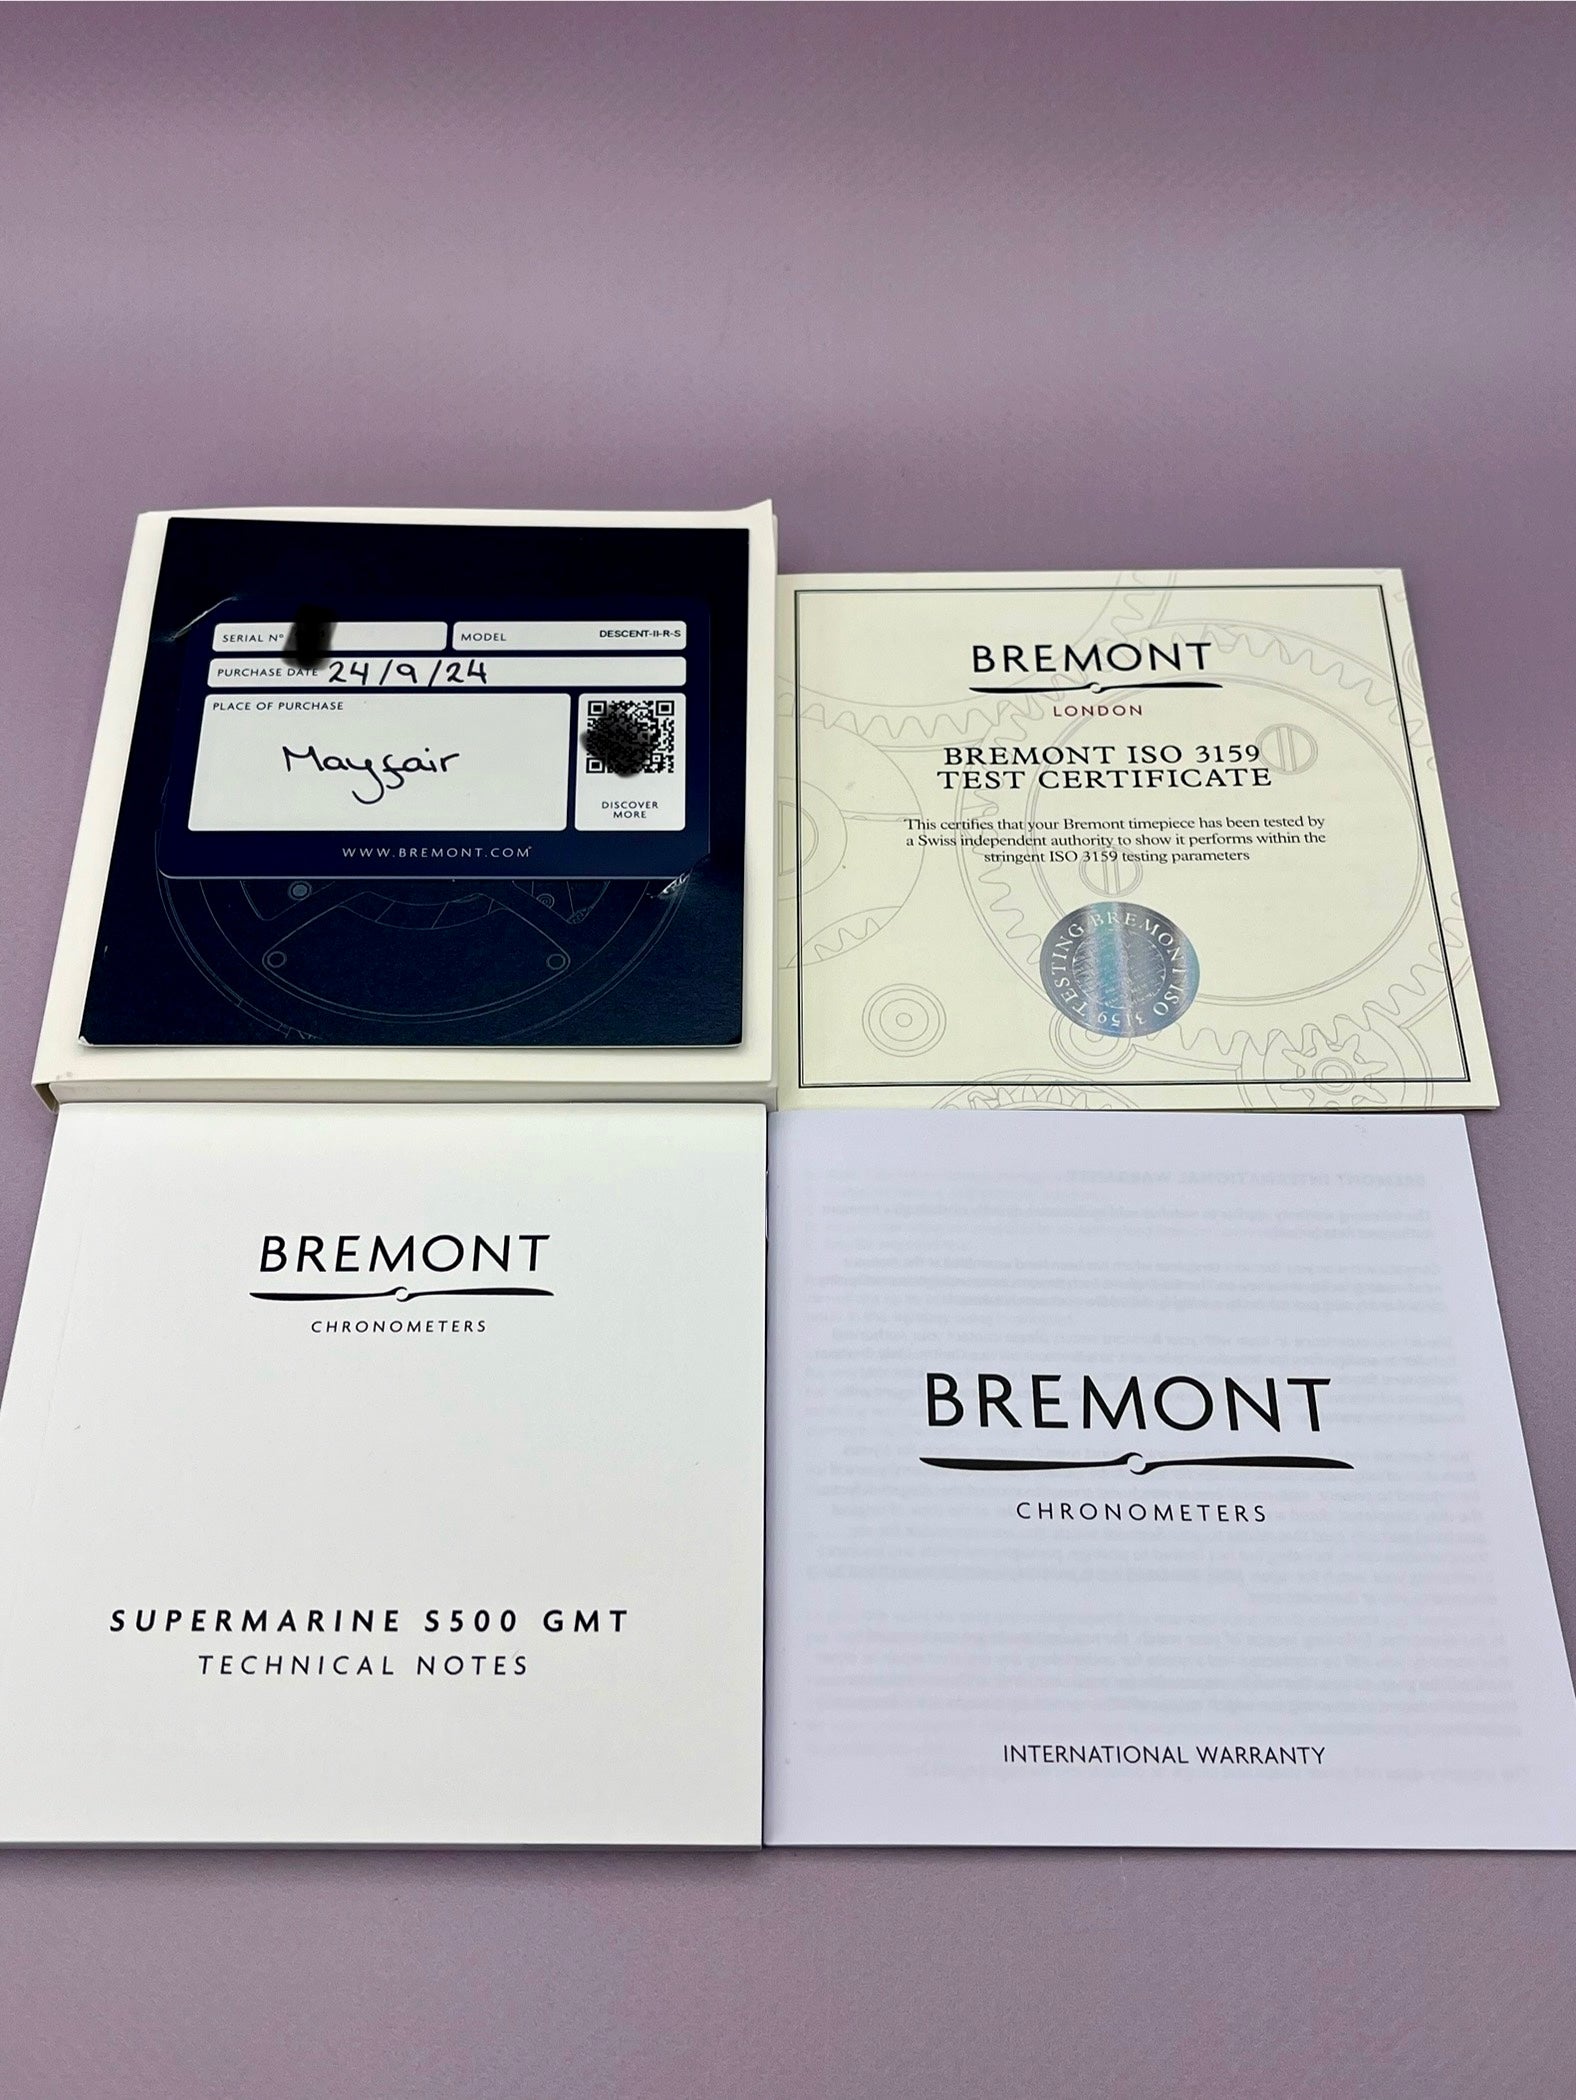 SERIAL Nº
MODEL DESCENT-II-R-S
PURCHASE DATE 24/9/24
PLACE OF PURCHASE
Mayfair
DISCOVER
MORE
WWW.BREMONT.COM
BREMONT
LONDON
BREMONT ISO 3159
TEST CERTIFICATE
This certifies that your Bremont timepiece has been tested by
a Swiss independent authority to show it performs within the
stringent ISO 3159 testing parameters
BREMONT ISO 3159 TESTING
BREMONT
CHRONOMETERS
SUPERMARINE S500 GMT
TECHNICAL NOTES
BREMONT
CHRONOMETERS
INTERNATIONAL WARRANTY